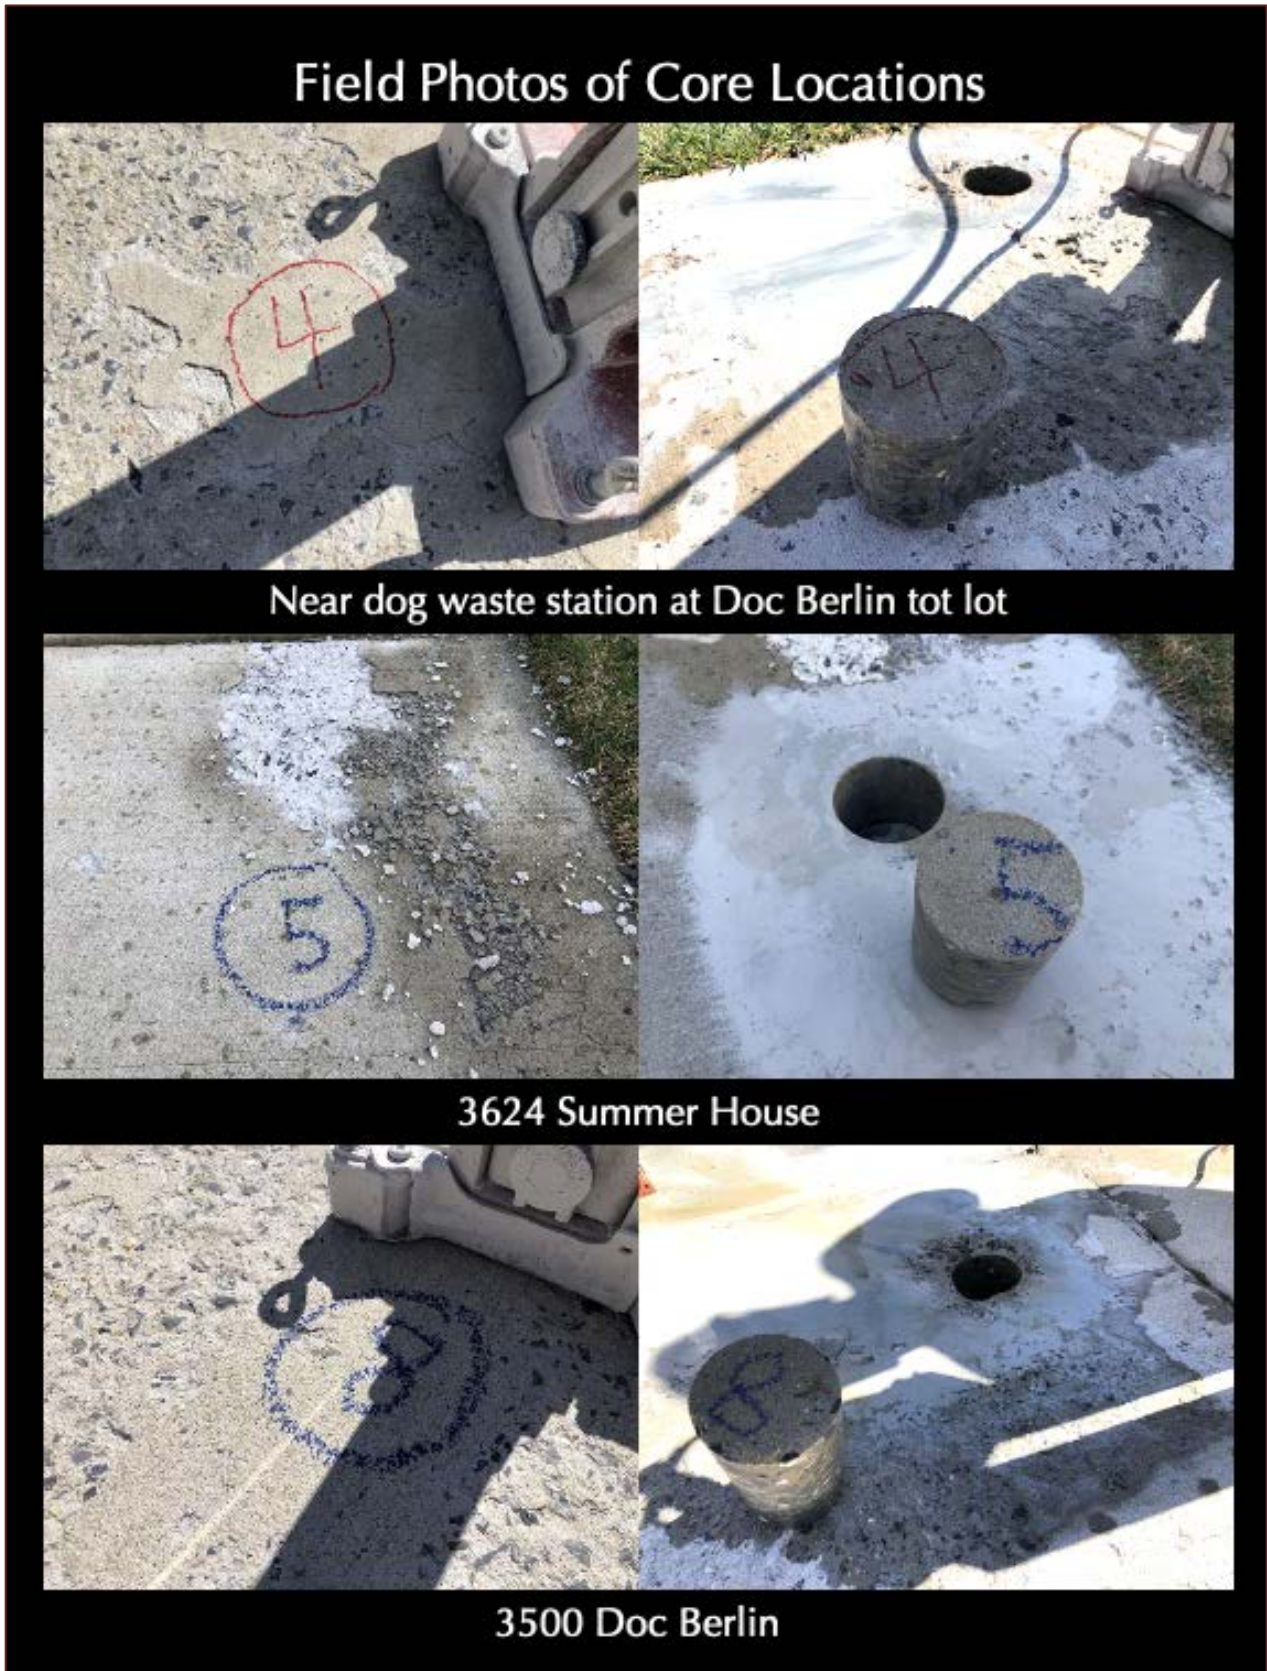 Field Photos of Core Locations
4
4
Near dog waste station at Doc Berlin tot lot
5
5
3624 Summer House
3500 Doc Berlin